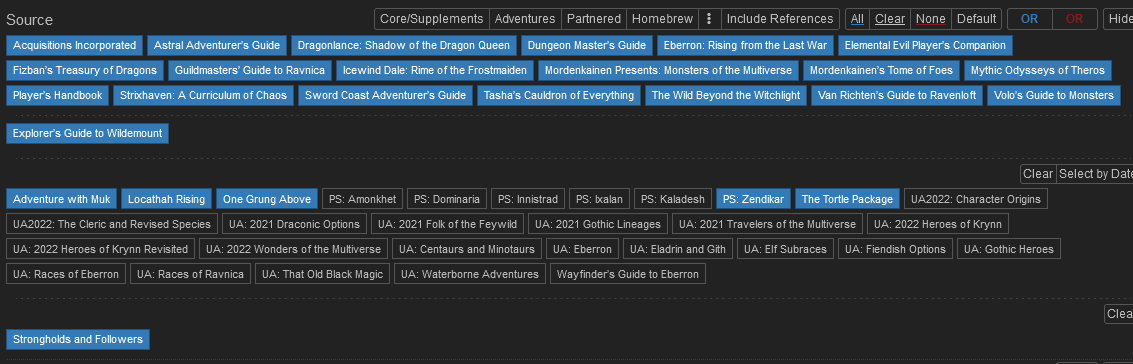 Source Core/Supplements Adventures Partnered Homebrew Include References All Clear None Default OR OR Hide
Acquisitions Incorporated Astral Adventurer's Guide Dragonlance: Shadow of the Dragon Queen Dungeon Master's Guide Eberron: Rising from the Last War Elemental Evil Player's Companion
Fizban's Treasury of Dragons Guildmasters' Guide to Ravnica Icewind Dale: Rime of the Frostmaiden Mordenkainen Presents: Monsters of the Multiverse Mordenkainen's Tome of Foes Mythic Odysseys of Theros
Player's Handbook Strixhaven: A Curriculum of Chaos Sword Coast Adventurer's Guide Tasha's Cauldron of Everything The Wild Beyond the Witchlight Van Richten's Guide to Ravenloft Volo's Guide to Monsters
Explorer's Guide to Wildemount
Clear Select by Date
Adventure with Muk Locathah Rising One Grung Above PS: Amonkhet PS: Dominaria PS: Innistrad PS: Ixalan PS: Kaladesh PS: Zendikar The Tortle Package UA2022: Character Origins
UA2022: The Cleric and Revised Species UA: 2021 Draconic Options UA: 2021 Folk of the Feywild UA: 2021 Gothic Lineages UA: 2021 Travelers of the Multiverse UA: 2022 Heroes of Krynn
UA: 2022 Heroes of Krynn Revisited UA: 2022 Wonders of the Multiverse UA: Centaurs and Minotaurs UA: Eberron UA: Eladrin and Gith UA: Elf Subraces UA: Fiendish Options UA: Gothic Heroes
UA: Races of Eberron UA: Races of Ravnica UA: That Old Black Magic UA: Waterborne Adventures Wayfinder's Guide to Eberron
Clea
Strongholds and Followers